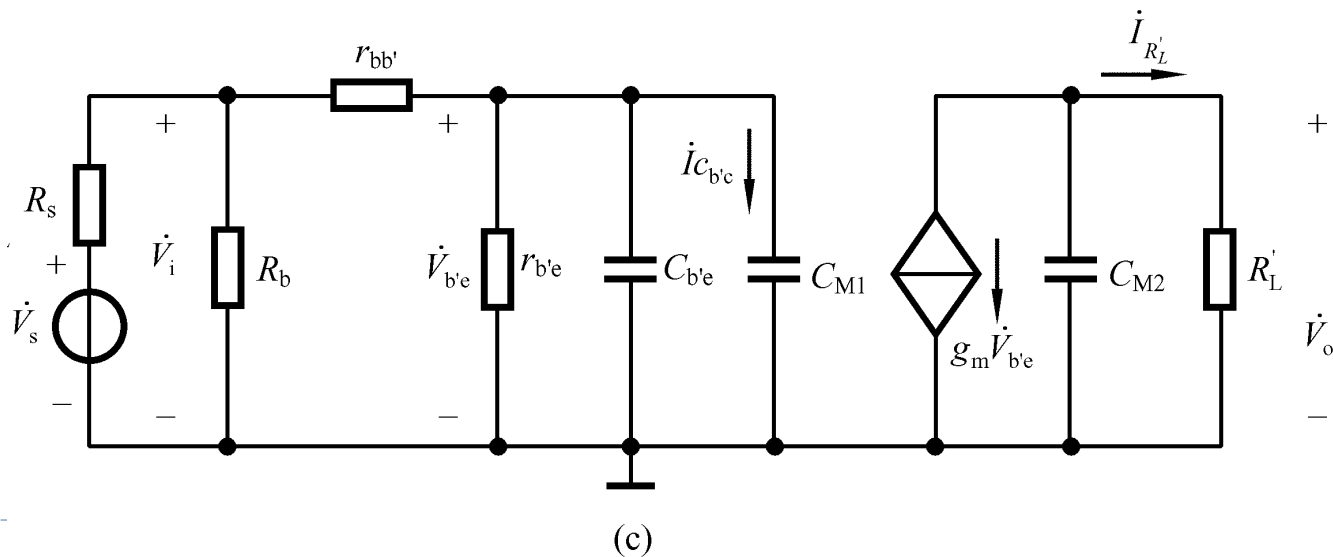 İ_{R'_L}
r_{bb'}
+ + +
İc_{b'c}
R_s
+
V̇_i
R_b
V̇_{b'e}
r_{b'e}
C_{b'e}
C_{M1}
C_{M2}
R'_L
V̇_s
g_m V̇_{b'e}
V̇_o
− − − −
(c)